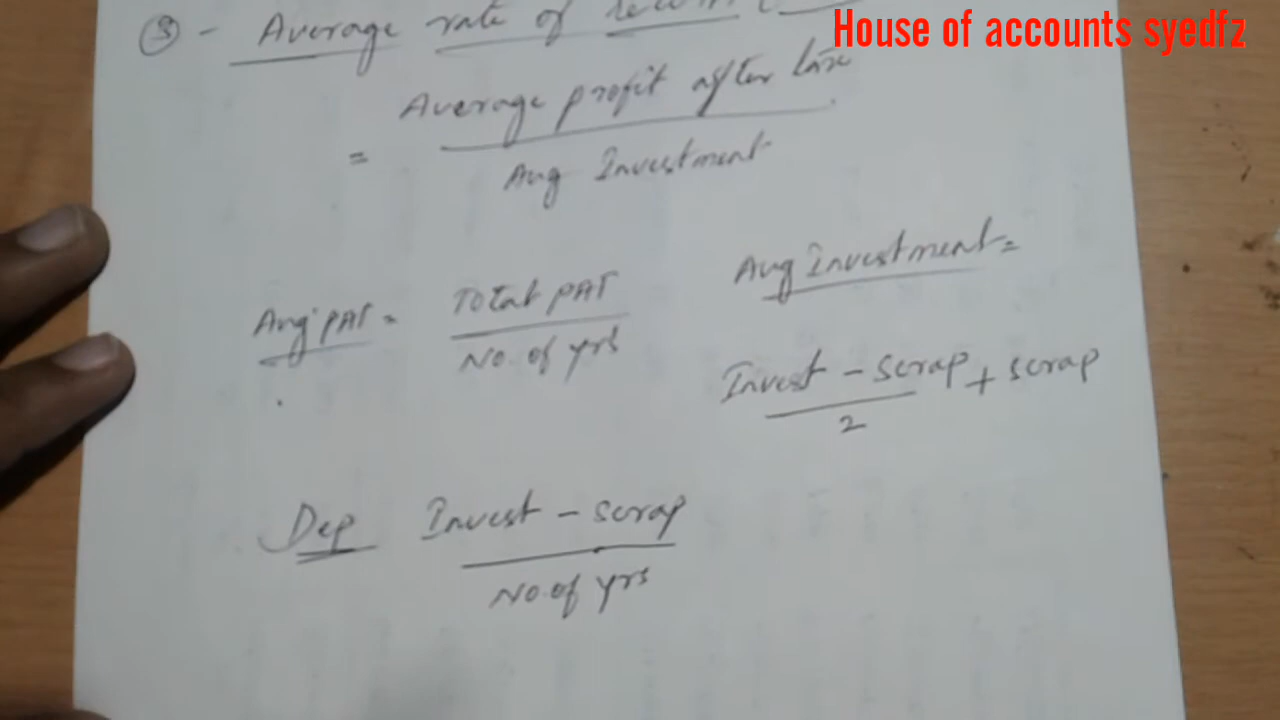 House of accounts syedfz
③ - Average rate of return (
= Average profit after tax
Avg Investment
Avg PAT = Total PAT
No. of yrs
Avg Investment =
Invest - scrap + scrap
2
Dep Invest - scrap
No. of yrs